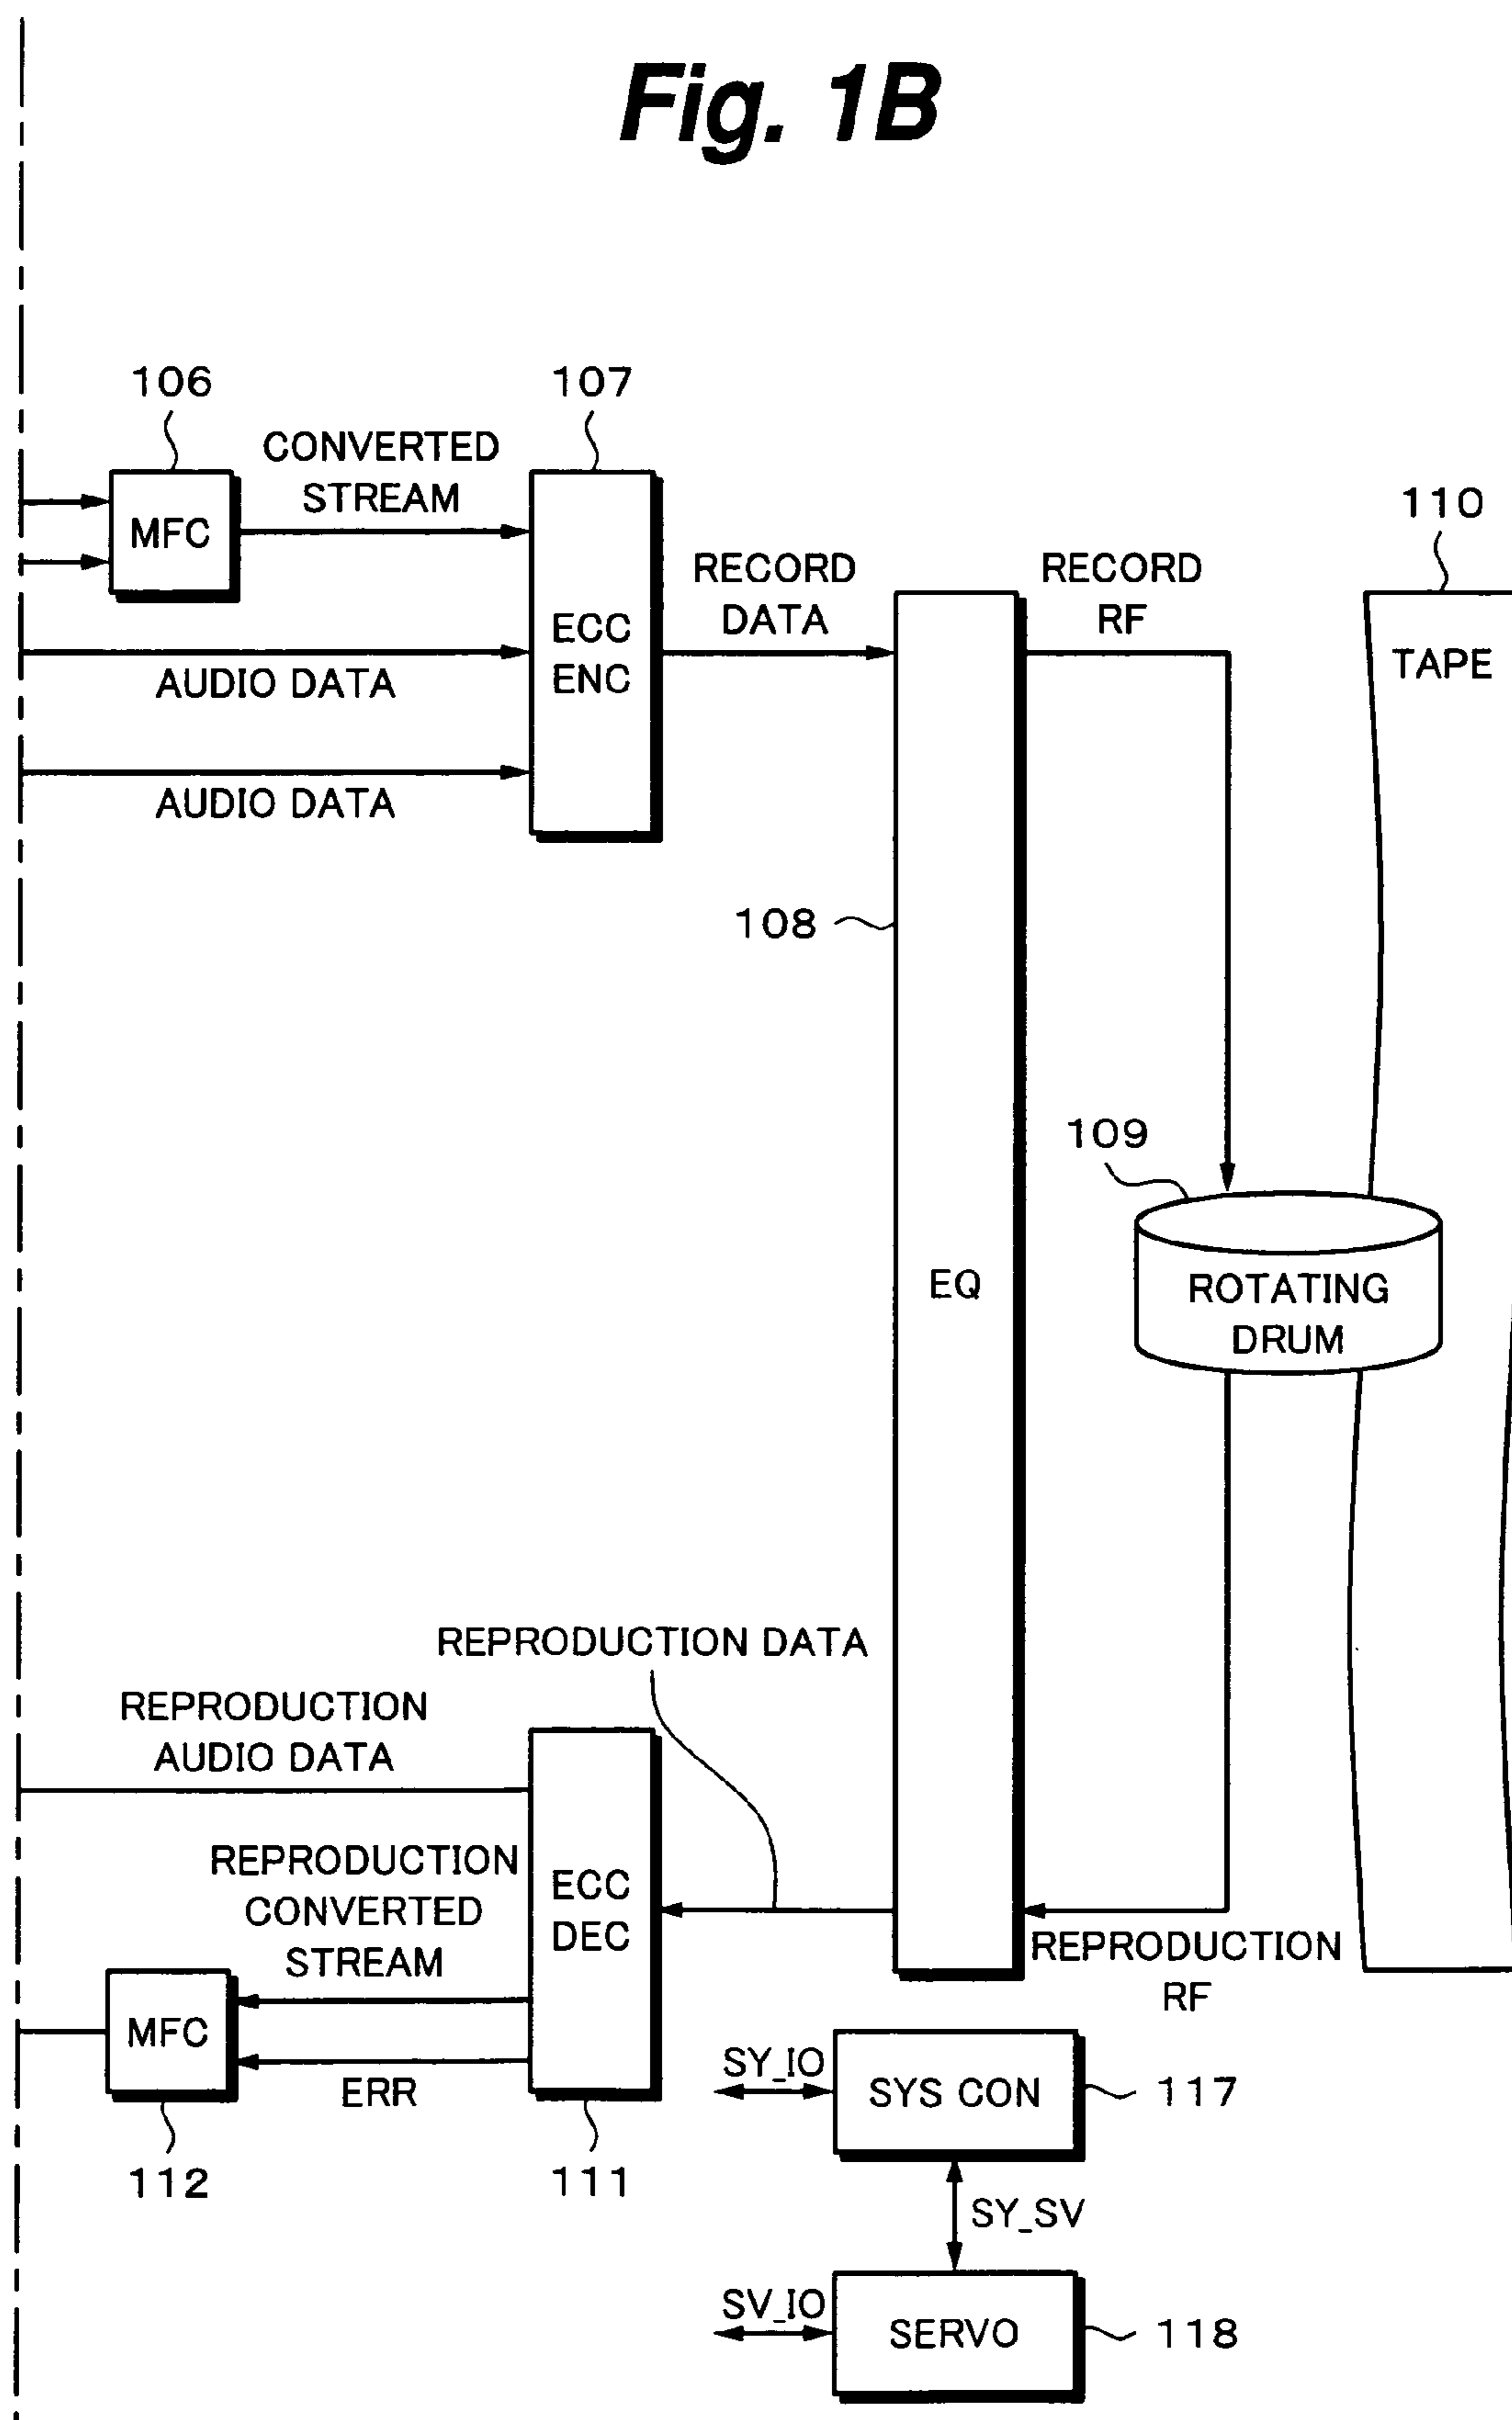 Fig. 1B
106
107
CONVERTED
STREAM
MFC
110
RECORD
DATA
RECORD
RF
ECC
ENC
TAPE
AUDIO DATA
AUDIO DATA
108
109
EQ
ROTATING
DRUM
REPRODUCTION DATA
REPRODUCTION
AUDIO DATA
REPRODUCTION
CONVERTED
STREAM
ECC
DEC
REPRODUCTION
RF
MFC
ERR
SY_IO
SYS CON
117
112
111
SY_SV
SV_IO
SERVO
118